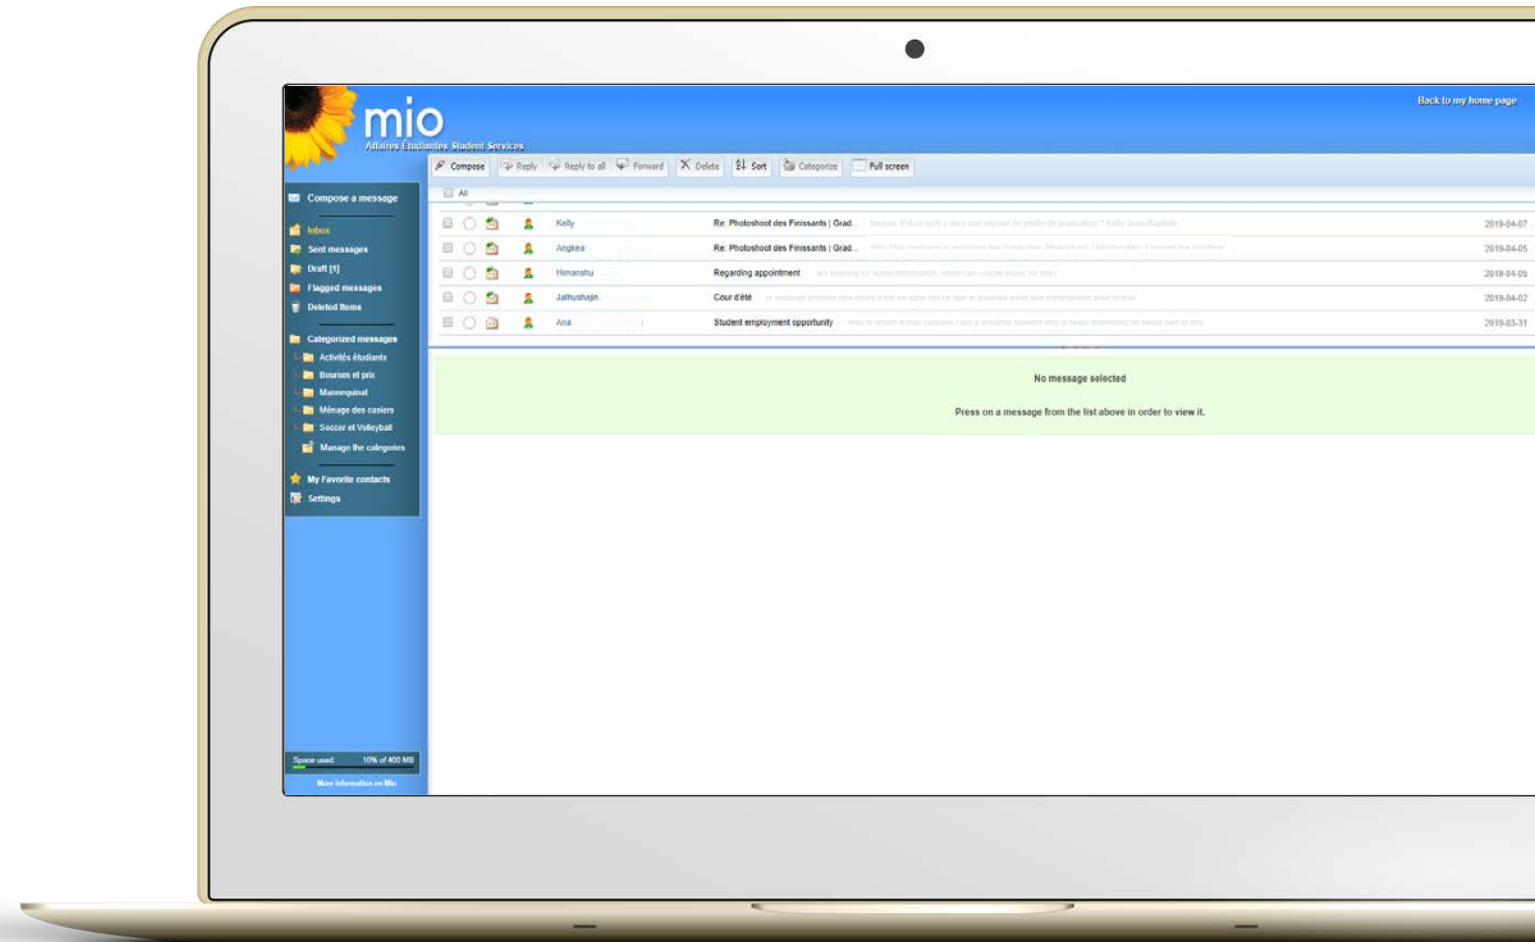 mio
Affaires Étudiantes Student Services
Back to my home page
Compose Reply Reply to all Forward Delete Sort Categorize Full screen
All
Compose a message
Inbox
Sent messages
Draft [1]
Flagged messages
Deleted Items
Categorized messages
Activités étudiants
Bourses et prix
Mannequinat
Ménage des casiers
Soccer et Volleyball
Manage the categories
My Favorite contacts
Settings
Space used 10% of 400 MB
More information on Mio
Kelly Re: Photoshoot des Finissants | Grad... 2019-04-07
Angkea Re: Photoshoot des Finissants | Grad... 2019-04-05
Himanshu Regarding appointment 2019-04-05
Jathushajin Cour d'été 2019-04-02
Ana Student employment opportunity 2019-03-31
No message selected
Press on a message from the list above in order to view it.